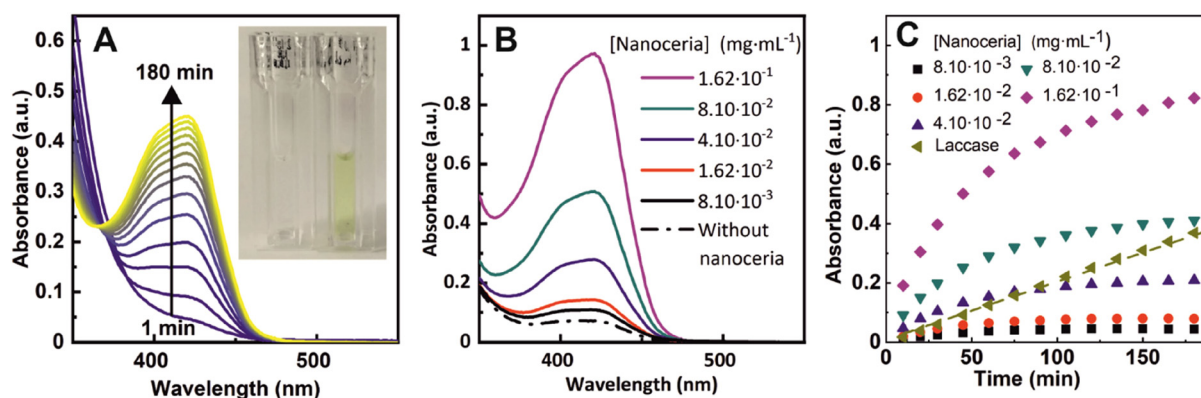 A
180 min
1 min
Absorbance (a.u.)
0.6
0.5
0.4
0.3
0.2
0.1
0
400
450
500
Wavelength (nm)
B
[Nanoceria] (mg·mL⁻¹)
1.62·10⁻¹
8.10·10⁻²
4.10·10⁻²
1.62·10⁻²
8.10·10⁻³
Without
nanoceria
Absorbance (a.u.)
1
0.8
0.6
0.4
0.2
0
400
450
500
Wavelength (nm)
C
[Nanoceria] (mg·mL⁻¹)
8.10·10⁻³ 8.10·10⁻²
1.62·10⁻² 1.62·10⁻¹
4.10·10⁻²
Laccase
Absorbance (a.u.)
1
0.8
0.6
0.4
0.2
0
0
50
100
150
Time (min)